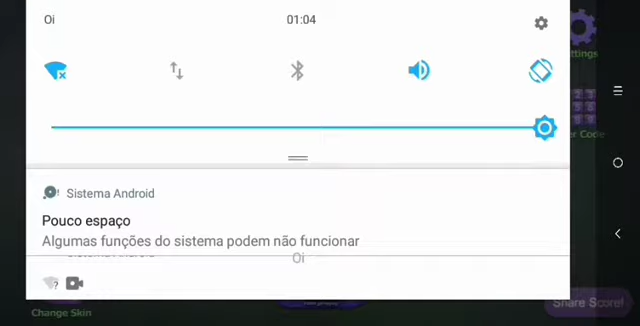 Oi
01:04
Sistema Android
Pouco espaço
Algumas funções do sistema podem não funcionar
Oi
Change Skin
Share Score!